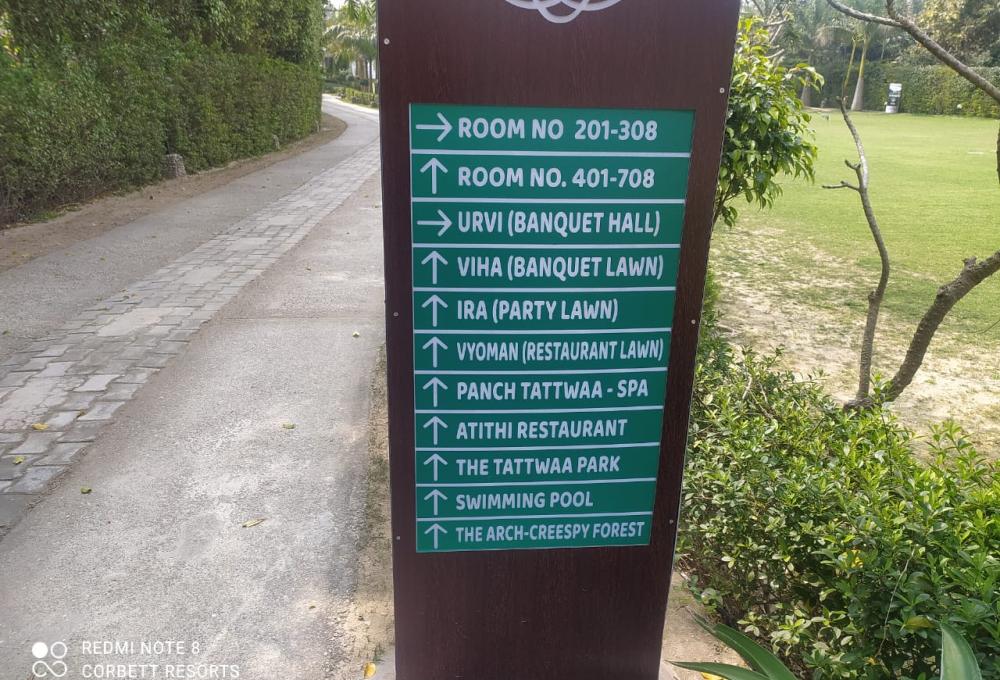 → ROOM NO 201-308
↑ ROOM NO. 401-708
→ URVI (BANQUET HALL)
↑ VIHA (BANQUET LAWN)
↑ IRA (PARTY LAWN)
↑ VYOMAN (RESTAURANT LAWN)
↑ PANCH TATTWAA - SPA
↑ ATITHI RESTAURANT
↑ THE TATTWAA PARK
↑ SWIMMING POOL
↑ THE ARCH-CREESPY FOREST
REDMI NOTE 8
CORBETT RESORTS